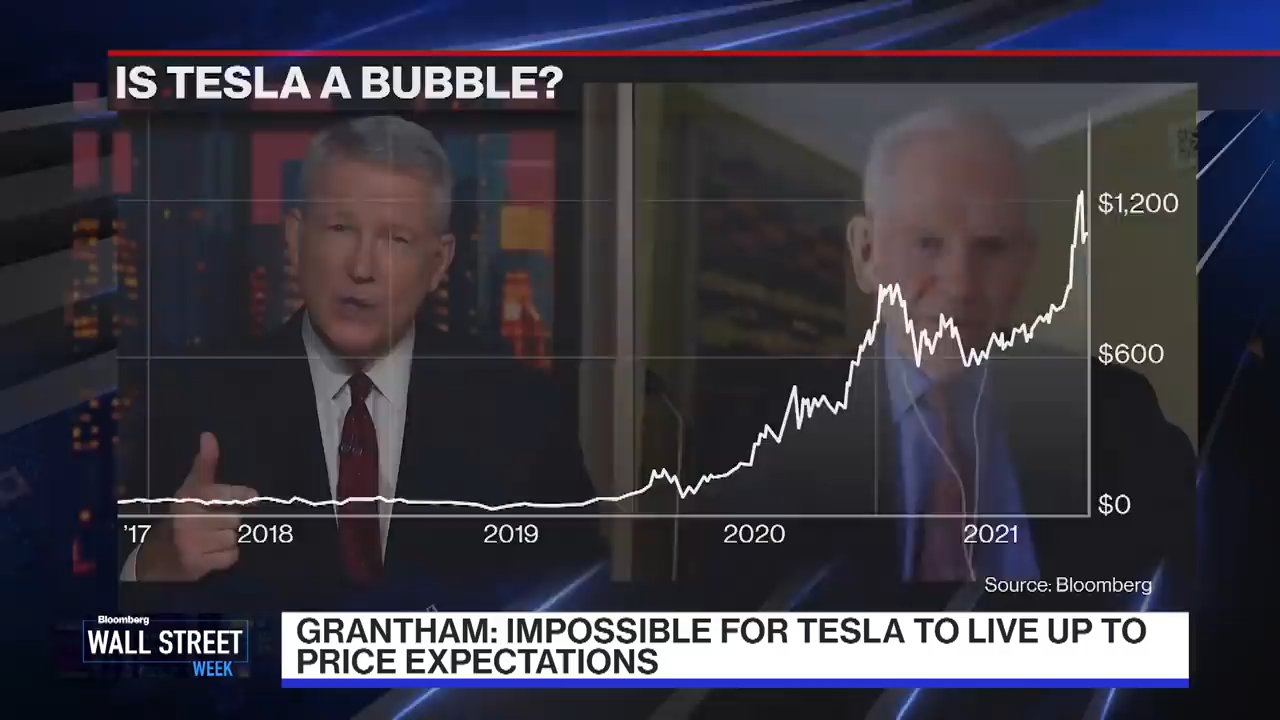 IS TESLA A BUBBLE?
$1,200
$600
$0
'17
2018
2019
2020
2021
Source: Bloomberg
Bloomberg
WALL STREET
WEEK
GRANTHAM: IMPOSSIBLE FOR TESLA TO LIVE UP TO
PRICE EXPECTATIONS